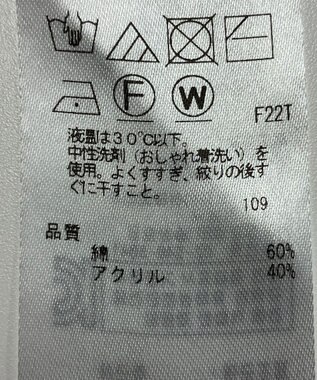 F W
F22T
液温は30℃以下。
中性洗剤（おしゃれ着洗い）を
使用。よくすすぎ、絞りの後す
ぐに干すこと。
109
品質
綿 60%
アクリル 40%